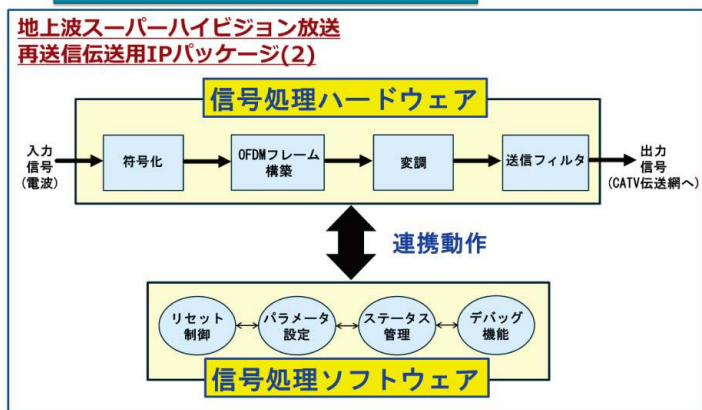 地上波スーパーハイビジョン放送
再送信伝送用IPパッケージ(2)
信号処理ハードウェア
入力
信号
(電波)
符号化
OFDMフレーム
構築
変調
送信フィルタ
出力
信号
(CATV伝送網へ)
連携動作
リセット
制御
パラメータ
設定
ステータス
管理
デバッグ
機能
信号処理ソフトウェア